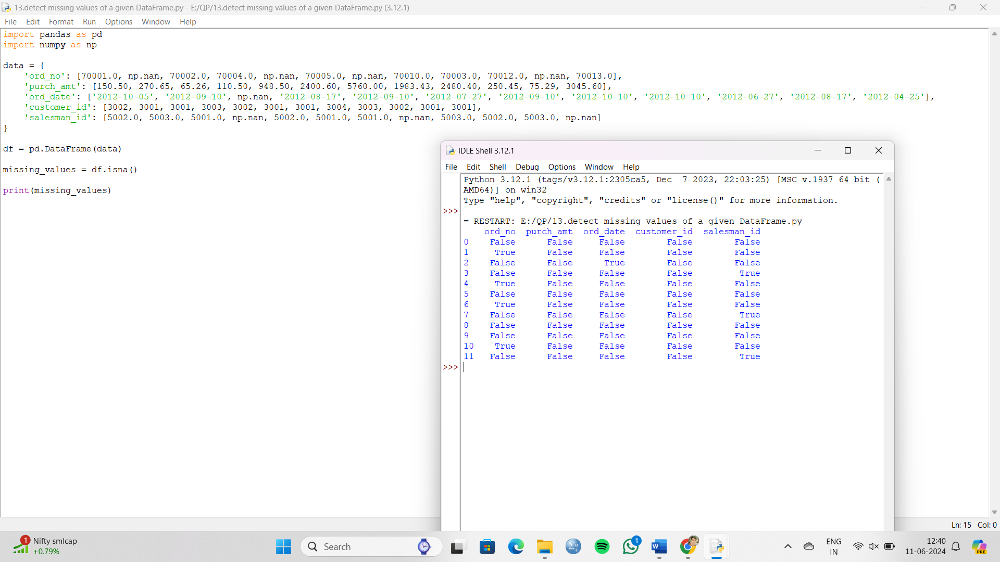 13.detect missing values of a given DataFrame.py - E:/QP/13.detect missing values of a given DataFrame.py (3.12.1)
File Edit Format Run Options Window Help
import pandas as pd
import numpy as np
data = {
    'ord_no': [70001.0, np.nan, 70002.0, 70004.0, np.nan, 70005.0, np.nan, 70010.0, 70003.0, 70012.0, np.nan, 70013.0],
    'purch_amt': [150.50, 270.65, 65.26, 110.50, 948.50, 2400.60, 5760.00, 1983.43, 2480.40, 250.45, 75.29, 3045.60],
    'ord_date': ['2012-10-05', '2012-09-10', np.nan, '2012-08-17', '2012-09-10', '2012-07-27', '2012-09-10', '2012-10-10', '2012-10-10', '2012-06-27', '2012-08-17', '2012-04-25'],
    'customer_id': [3002, 3001, 3001, 3003, 3002, 3001, 3001, 3004, 3003, 3002, 3001, 3001],
    'salesman_id': [5002.0, 5003.0, 5001.0, np.nan, 5002.0, 5001.0, 5001.0, np.nan, 5003.0, 5002.0, 5003.0, np.nan]
}
df = pd.DataFrame(data)
missing_values = df.isna()
print(missing_values)
IDLE Shell 3.12.1
File Edit Shell Debug Options Window Help
Python 3.12.1 (tags/v3.12.1:2305ca5, Dec  7 2023, 22:03:25) [MSC v.1937 64 bit (
AMD64)] on win32
Type "help", "copyright", "credits" or "license()" for more information.
>>>
= RESTART: E:/QP/13.detect missing values of a given DataFrame.py
    ord_no  purch_amt  ord_date  customer_id  salesman_id
0    False      False     False        False        False
1     True      False     False        False        False
2    False      False      True        False        False
3    False      False     False        False         True
4     True      False     False        False        False
5    False      False     False        False        False
6     True      False     False        False        False
7    False      False     False        False         True
8    False      False     False        False        False
9    False      False     False        False        False
10    True      False     False        False        False
11   False      False     False        False         True
>>>
Ln: 15 Col: 0
1
Nifty smlcap
+0.79%
Search
1
ENG
IN
12:40
11-06-2024
PRE